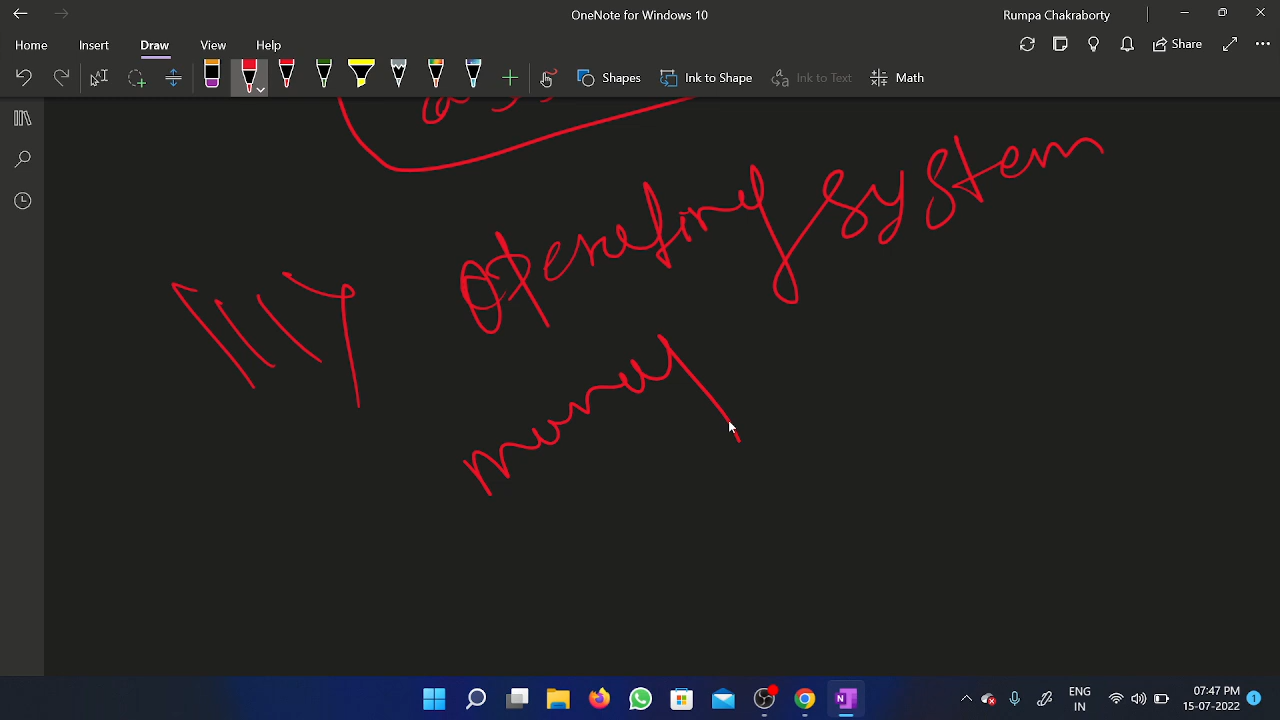 OneNote for Windows 10
Rumpa Chakraborty
Home Insert Draw View Help
Share
Shapes Ink to Shape Ink to Text Math
operating system
ENG
IN
07:47 PM
15-07-2022
1